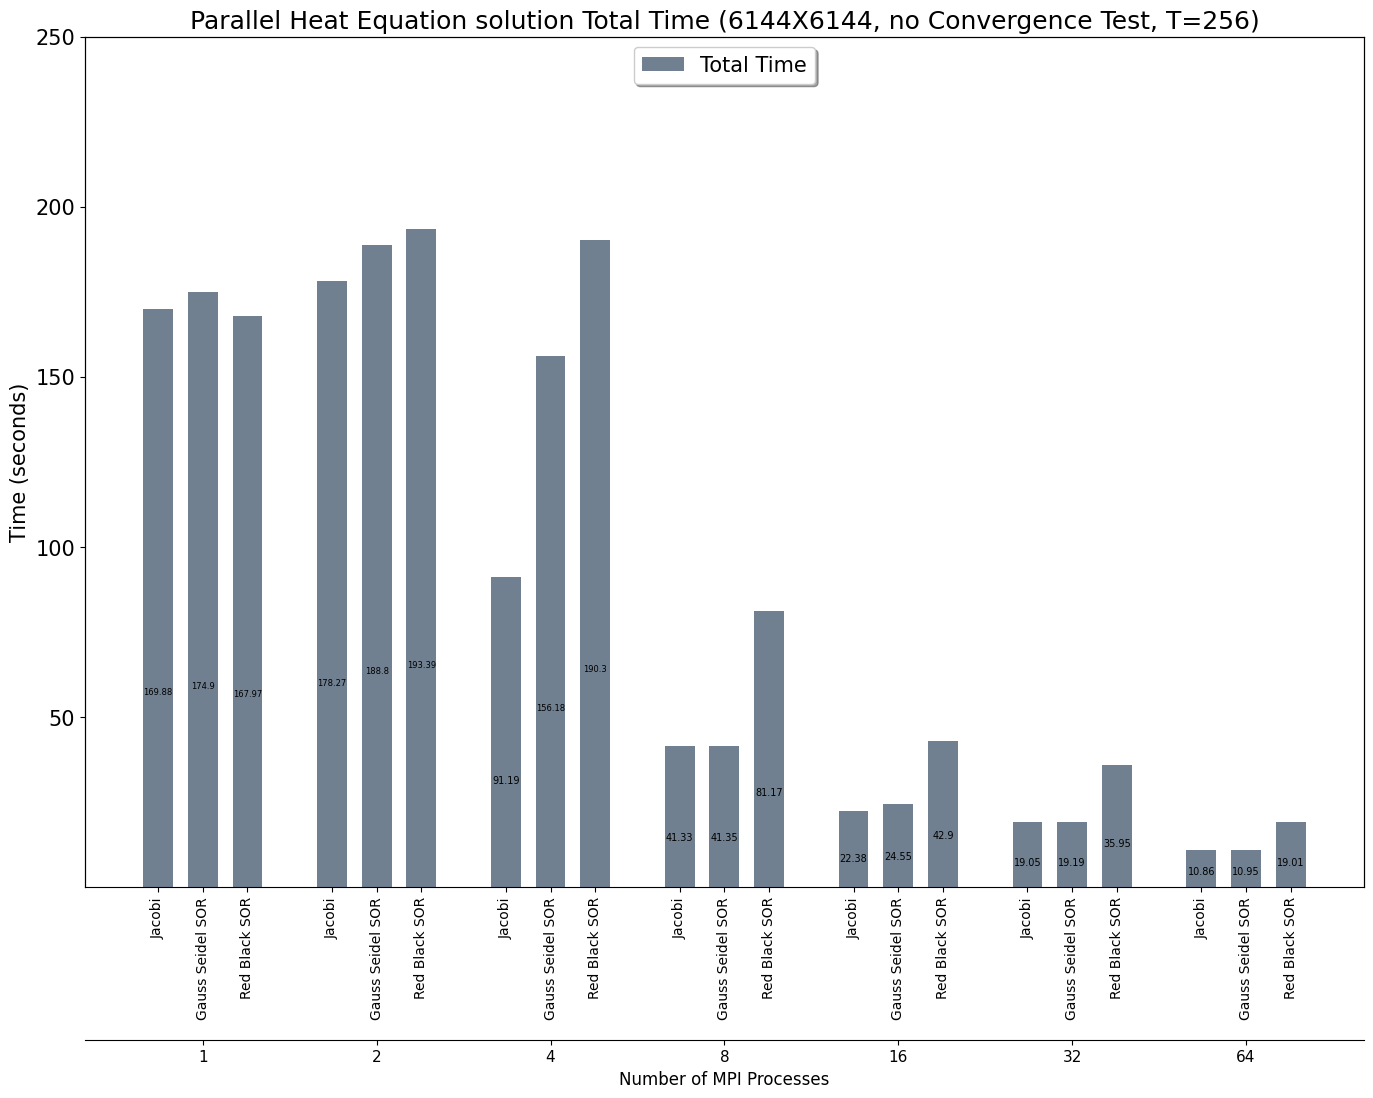 Parallel Heat Equation solution Total Time (6144X6144, no Convergence Test, T=256)
Total Time
Time (seconds)
250
200
150
100
50
169.88
174.9
167.97
178.27
188.8
193.39
91.19
156.18
190.3
41.33
41.35
81.17
22.38
24.55
42.9
19.05
19.19
35.95
10.86
10.95
19.01
Jacobi
Gauss Seidel SOR
Red Black SOR
Jacobi
Gauss Seidel SOR
Red Black SOR
Jacobi
Gauss Seidel SOR
Red Black SOR
Jacobi
Gauss Seidel SOR
Red Black SOR
Jacobi
Gauss Seidel SOR
Red Black SOR
Jacobi
Gauss Seidel SOR
Red Black SOR
Jacobi
Gauss Seidel SOR
Red Black SOR
1
2
4
8
16
32
64
Number of MPI Processes